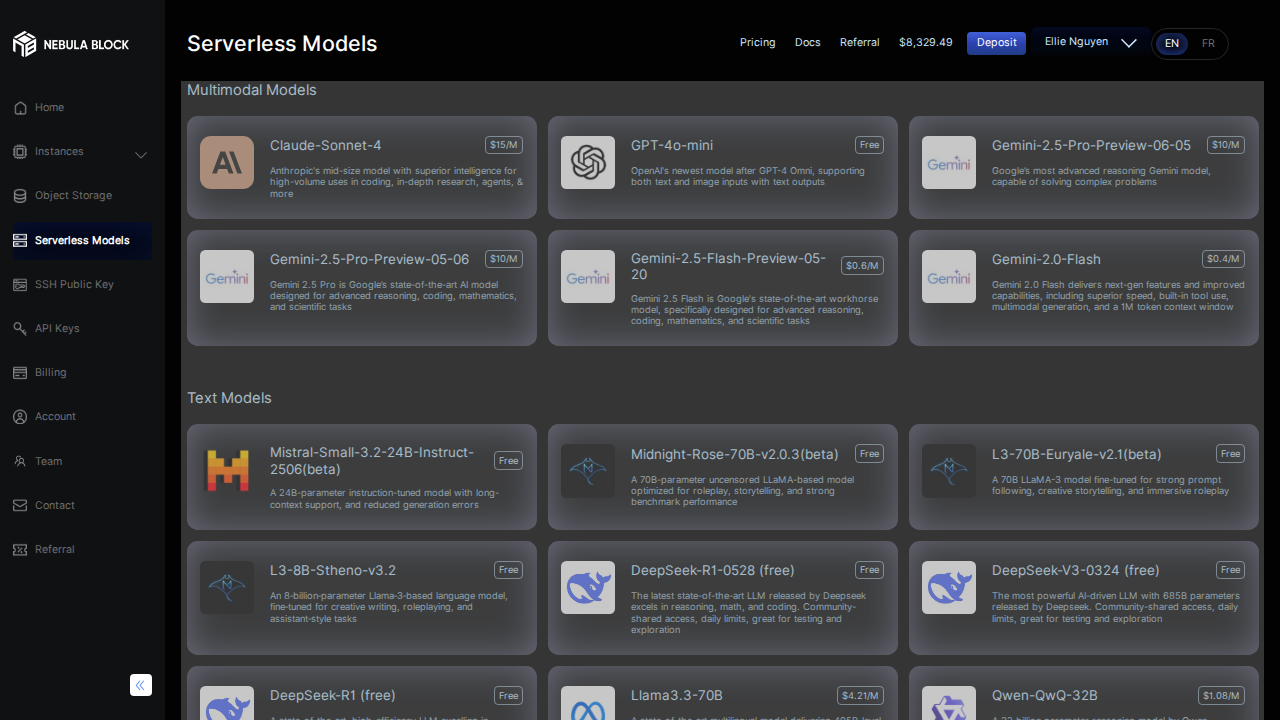 NEBULA BLOCK
Serverless Models
Pricing
Docs
Referral
$8,329.49
Deposit
Ellie Nguyen
EN
FR
Home
Instances
Object Storage
Serverless Models
SSH Public Key
API Keys
Billing
Account
Team
Contact
Referral
Multimodal Models
Claude-Sonnet-4
$15/M
Anthropic's mid-size model with superior intelligence for
high-volume uses in coding, in-depth research, agents, &
more
GPT-4o-mini
Free
OpenAI's newest model after GPT-4 Omni, supporting
both text and image inputs with text outputs
Gemini
Gemini-2.5-Pro-Preview-06-05
$10/M
Google's most advanced reasoning Gemini model,
capable of solving complex problems
Gemini
Gemini-2.5-Pro-Preview-05-06
$10/M
Gemini 2.5 Pro is Google's state-of-the-art AI model
designed for advanced reasoning, coding, mathematics,
and scientific tasks
Gemini
Gemini-2.5-Flash-Preview-05-
20
$0.6/M
Gemini 2.5 Flash is Google's state-of-the-art workhorse
model, specifically designed for advanced reasoning,
coding, mathematics, and scientific tasks
Gemini
Gemini-2.0-Flash
$0.4/M
Gemini 2.0 Flash delivers next-gen features and improved
capabilities, including superior speed, built-in tool use,
multimodal generation, and a 1M token context window
Text Models
Mistral-Small-3.2-24B-Instruct-
2506(beta)
Free
A 24B-parameter instruction-tuned model with long-
context support, and reduced generation errors
Midnight-Rose-70B-v2.0.3(beta)
Free
A 70B-parameter uncensored LLaMA-based model
optimized for roleplay, storytelling, and strong
benchmark performance
L3-70B-Euryale-v2.1(beta)
Free
A 70B LLaMA-3 model fine-tuned for strong prompt
following, creative storytelling, and immersive roleplay
L3-8B-Stheno-v3.2
Free
An 8-billion-parameter Llama-3-based language model,
fine-tuned for creative writing, roleplaying, and
assistant-style tasks
DeepSeek-R1-0528 (free)
Free
The latest state-of-the-art LLM released by Deepseek
excels in reasoning, math, and coding. Community-
shared access, daily limits, great for testing and
exploration
DeepSeek-V3-0324 (free)
Free
The most powerful AI-driven LLM with 685B parameters
released by Deepseek. Community-shared access, daily
limits, great for testing and exploration
DeepSeek-R1 (free)
Free
Llama3.3-70B
$4.21/M
Qwen-QwQ-32B
$1.08/M